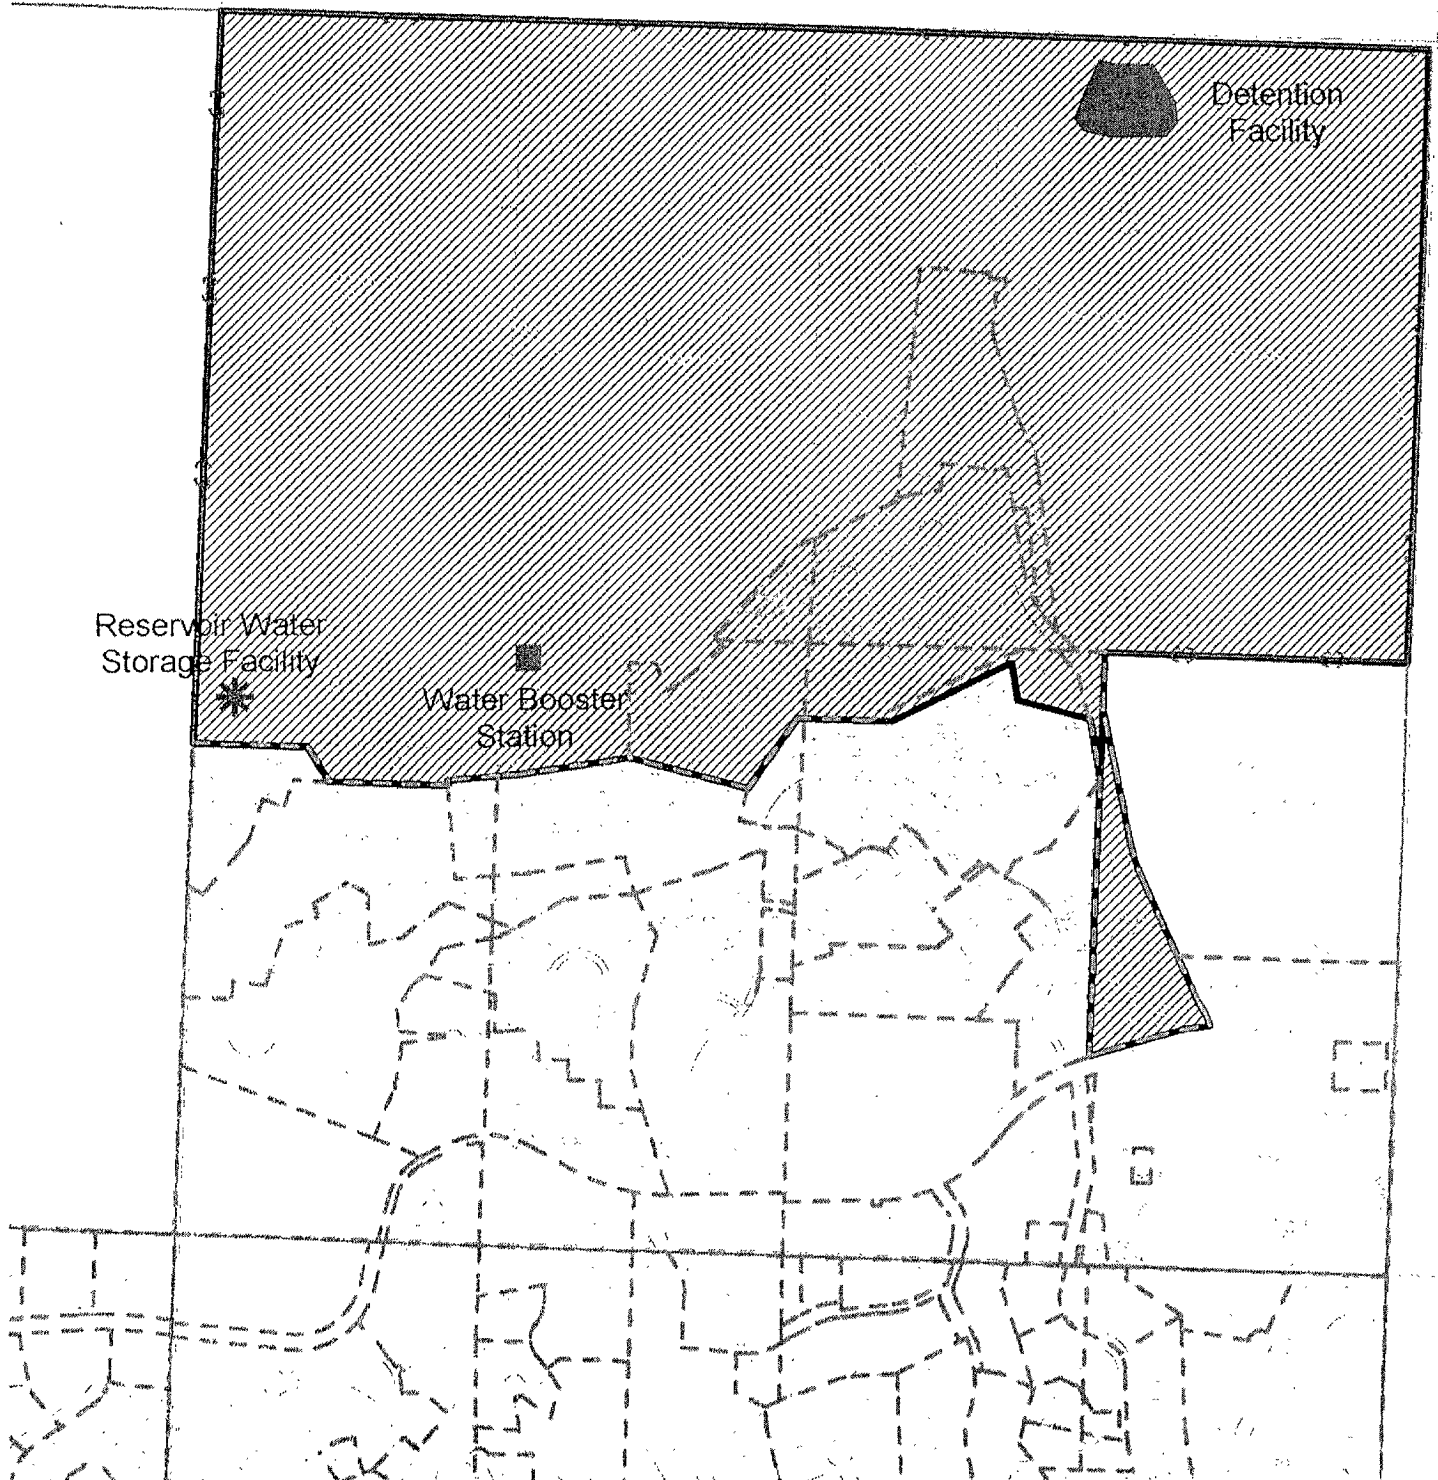 Detention
Facility
Reservoir Water
Storage Facility
Water Booster
Station